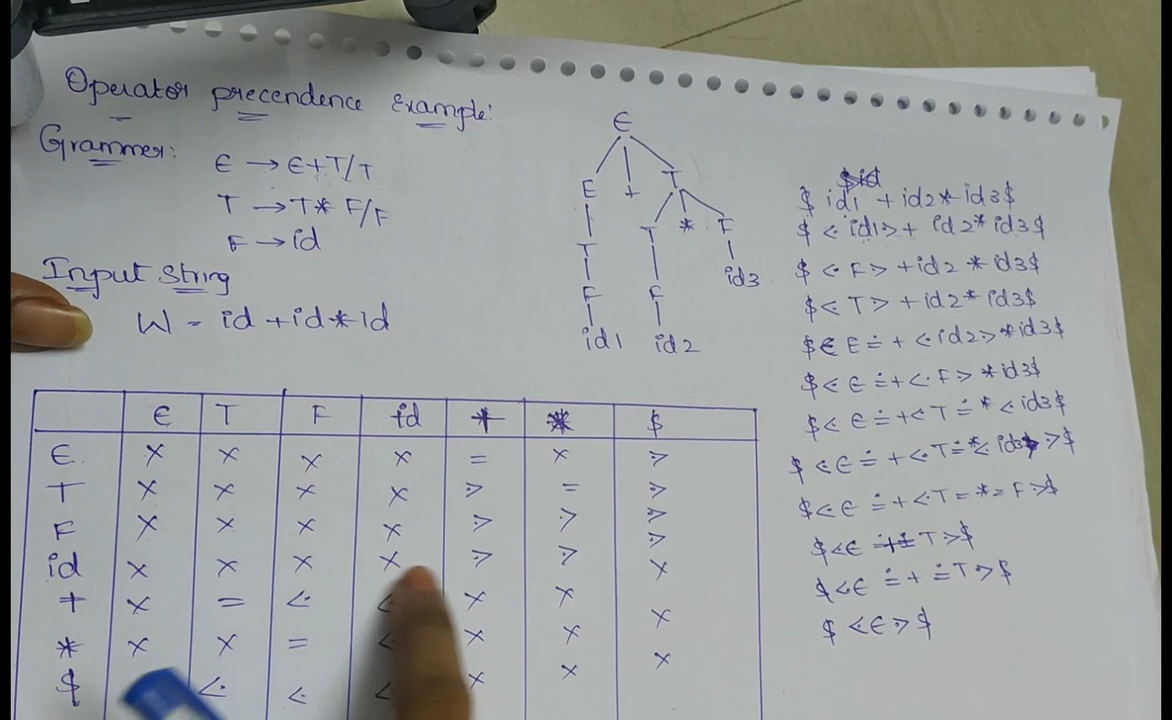 Operator precendence Example:
Grammer:
E → E+T/T
T → T* F/F
F → id
Input String
W - id + id * id
E
E + T
T T * F
F F id3
id1 id2
$ id1 + id2* id3$
$ <· id1·> + id2* id3$
$ <· F·> + id2 * id3$
$ < T > + id2 * id3$
$ < E ≐ + <· id2·> * id3$
$ < E ≐ + <· F > * id3$
$ < E ≐ + < T ≐ * < id3$
$ < E ≐ + <· T ≐ * < id3 ·> $
$ < E ≐ + <· T = * = F ·> $
$ < E ≐ T > $
$ < E ≐ + ≐ T ·> $
$ < E ·> $
E T F id + * $
E × × × × = × ·>
T × × × × ·> = ·>
F × × × × ·> ·> ·>
id × × × × ·> ·> ·>
+ × = <· <· × × ×
* × × = <· × × ×
$ <· <· <· × × ×